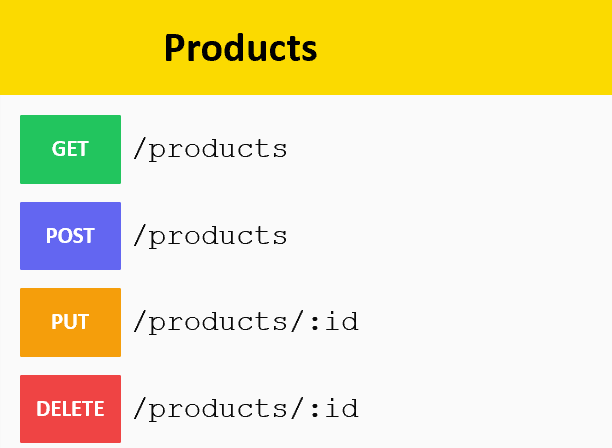 Products
GET /products
POST /products
PUT /products/:id
DELETE /products/:id